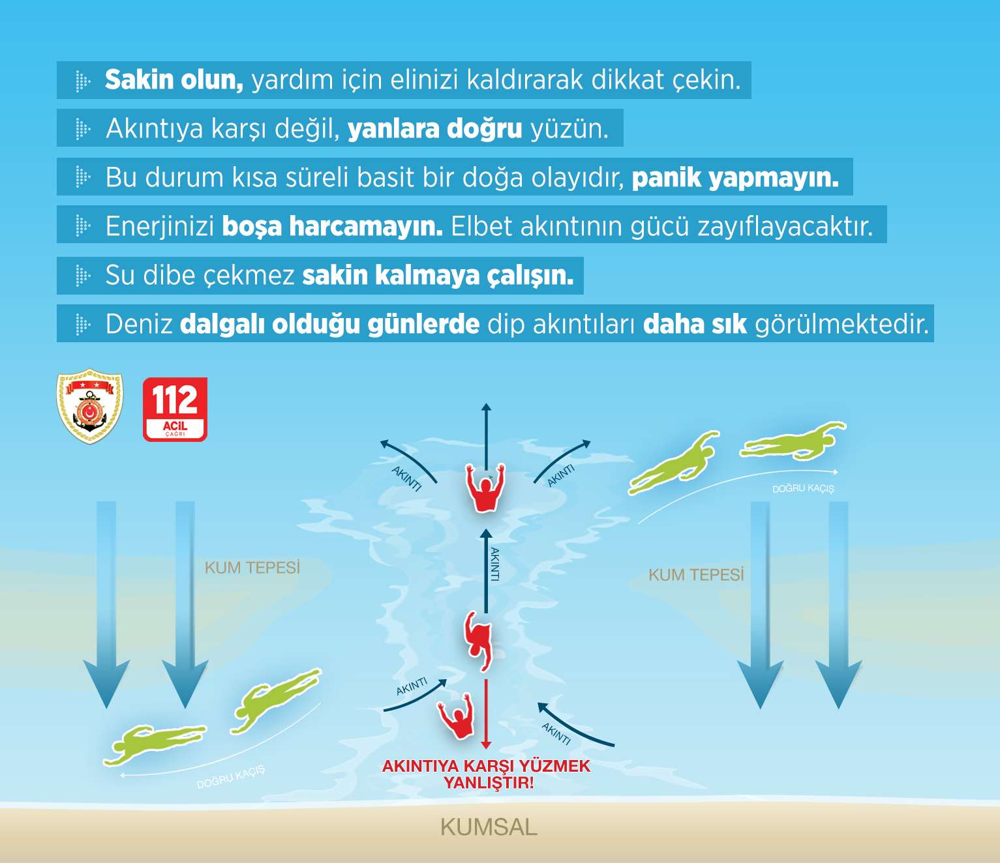 Sakin olun, yardım için elinizi kaldırarak dikkat çekin.
Akıntıya karşı değil, yanlara doğru yüzün.
Bu durum kısa süreli basit bir doğa olayıdır, panik yapmayın.
Enerjinizi boşa harcamayın. Elbet akıntının gücü zayıflayacaktır.
Su dibe çekmez sakin kalmaya çalışın.
Deniz dalgalı olduğu günlerde dip akıntıları daha sık görülmektedir.
112
ACİL
ÇAĞRI
AKINTI
AKINTI
DOĞRU KAÇIŞ
AKINTI
KUM TEPESİ
KUM TEPESİ
AKINTI
AKINTI
DOĞRU KAÇIŞ
AKINTIYA KARŞI YÜZMEK
YANLIŞTIR!
KUMSAL